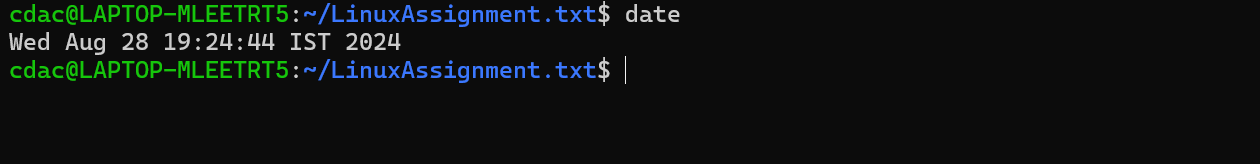 cdac@LAPTOP-MLEETRT5:~/LinuxAssignment.txt$ date
Wed Aug 28 19:24:44 IST 2024
cdac@LAPTOP-MLEETRT5:~/LinuxAssignment.txt$